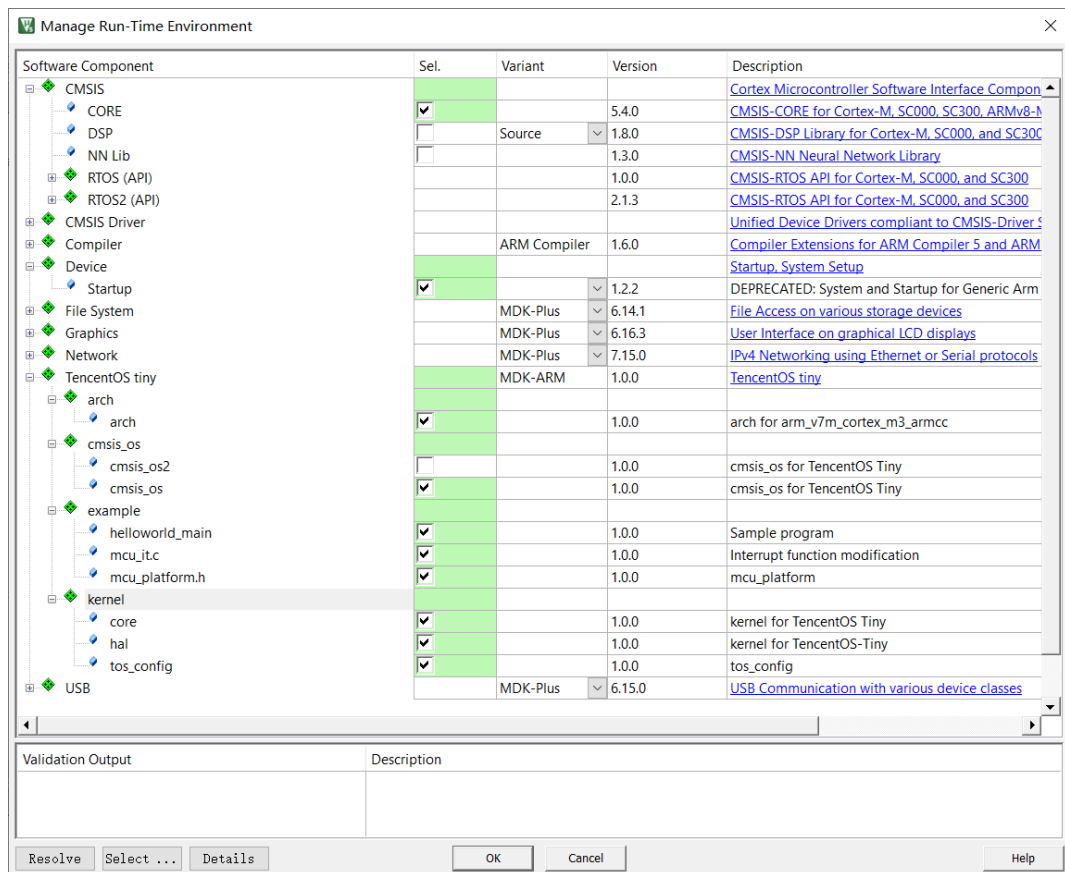 Manage Run-Time Environment
Software Component Sel. Variant Version Description
CMSIS Cortex Microcontroller Software Interface Compon
CORE 5.4.0 CMSIS-CORE for Cortex-M, SC000, SC300, ARMv8-M
DSP Source 1.8.0 CMSIS-DSP Library for Cortex-M, SC000, and SC300
NN Lib 1.3.0 CMSIS-NN Neural Network Library
RTOS (API) 1.0.0 CMSIS-RTOS API for Cortex-M, SC000, and SC300
RTOS2 (API) 2.1.3 CMSIS-RTOS API for Cortex-M, SC000, and SC300
CMSIS Driver Unified Device Drivers compliant to CMSIS-Driver S
Compiler ARM Compiler 1.6.0 Compiler Extensions for ARM Compiler 5 and ARM
Device Startup, System Setup
Startup 1.2.2 DEPRECATED: System and Startup for Generic Arm
File System MDK-Plus 6.14.1 File Access on various storage devices
Graphics MDK-Plus 6.16.3 User Interface on graphical LCD displays
Network MDK-Plus 7.15.0 IPv4 Networking using Ethernet or Serial protocols
TencentOS tiny MDK-ARM 1.0.0 TencentOS tiny
arch
arch 1.0.0 arch for arm_v7m_cortex_m3_armcc
cmsis_os
cmsis_os2 1.0.0 cmsis_os for TencentOS Tiny
cmsis_os 1.0.0 cmsis_os for TencentOS Tiny
example
helloworld_main 1.0.0 Sample program
mcu_it.c 1.0.0 Interrupt function modification
mcu_platform.h 1.0.0 mcu_platform
kernel
core 1.0.0 kernel for TencentOS Tiny
hal 1.0.0 kernel for TencentOS-Tiny
tos_config 1.0.0 tos_config
USB MDK-Plus 6.15.0 USB Communication with various device classes
Validation Output Description
Resolve Select ... Details OK Cancel Help